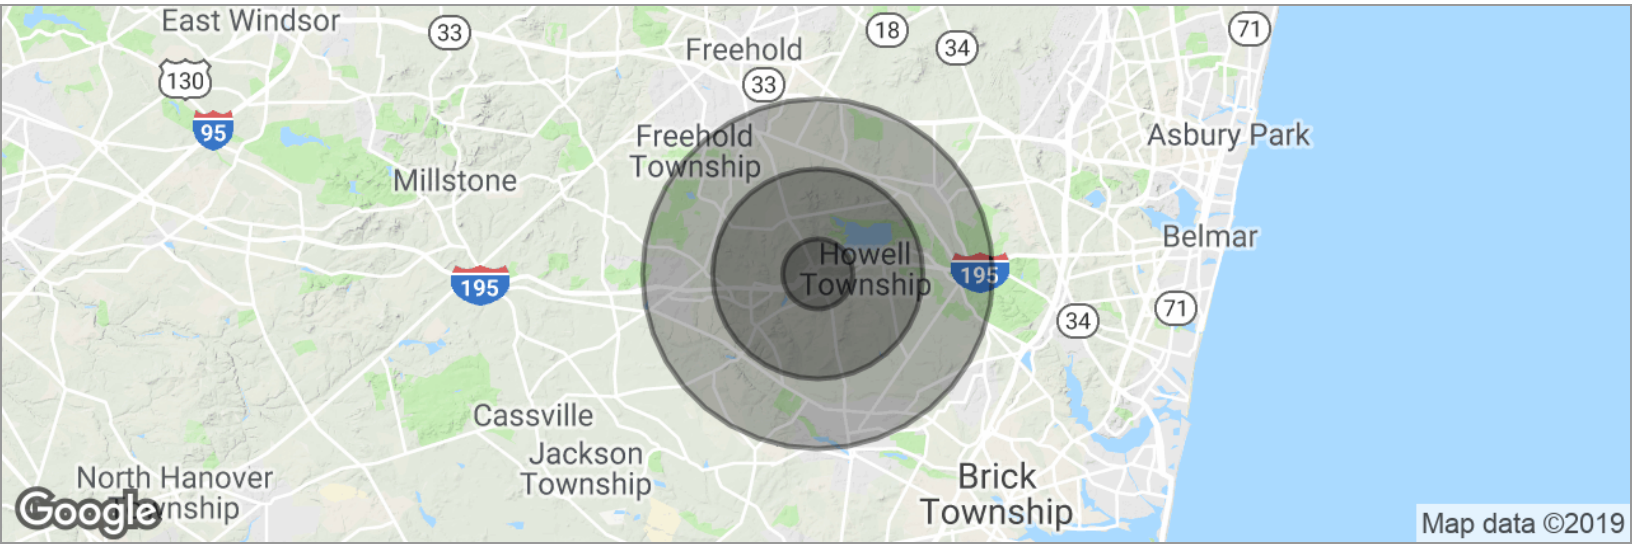 East Windsor
33
18
71
34
Freehold
130
33
95
Freehold
Township
Asbury Park
Millstone
Belmar
Howell
Township
195
195
71
34
Cassville
Jackson
Township
North Hanover
Township
Brick
Township
Google
Map data ©2019